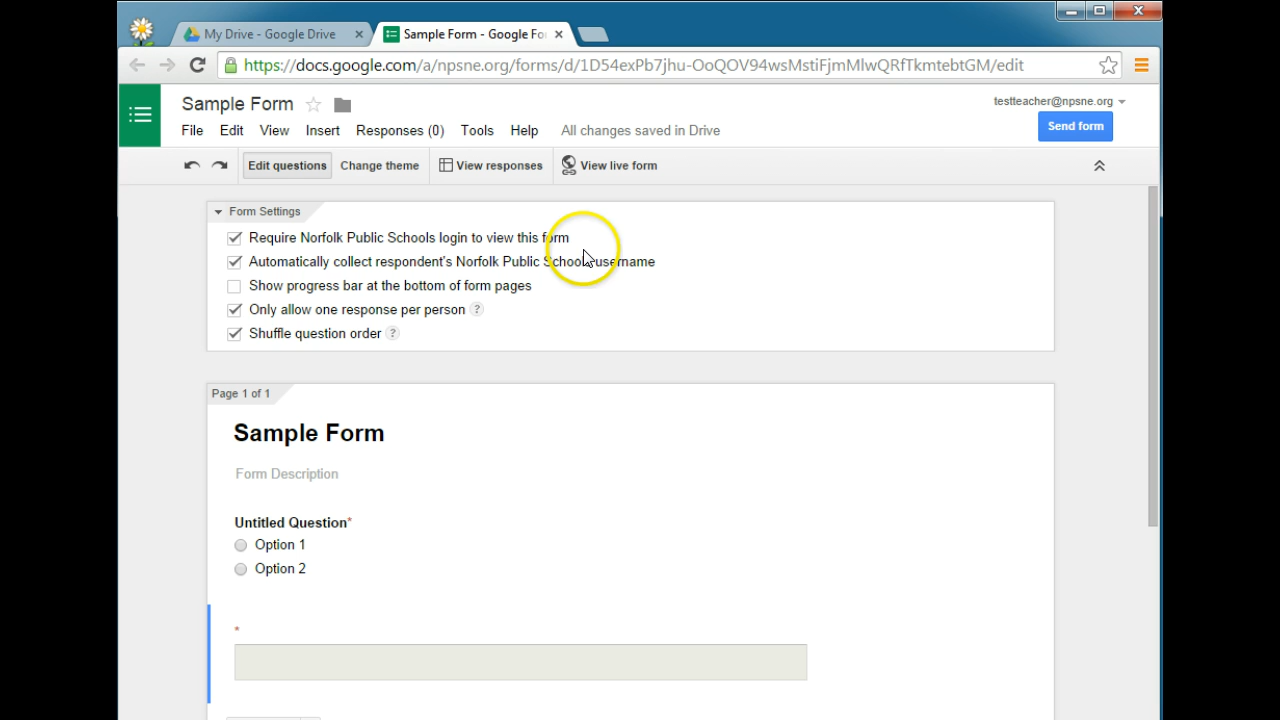 My Drive - Google Drive
Sample Form - Google Fo
https://docs.google.com/a/npsne.org/forms/d/1D54exPb7jhu-OoQOV94wsMstiFjmMlwQRfTkmtebtGM/edit
Sample Form
testteacher@npsne.org
File Edit View Insert Responses (0) Tools Help All changes saved in Drive
Send form
Edit questions Change theme View responses View live form
Form Settings
Require Norfolk Public Schools login to view this form
Automatically collect respondent's Norfolk Public Schools username
Show progress bar at the bottom of form pages
Only allow one response per person ?
Shuffle question order ?
Page 1 of 1
Sample Form
Form Description
Untitled Question*
Option 1
Option 2
*